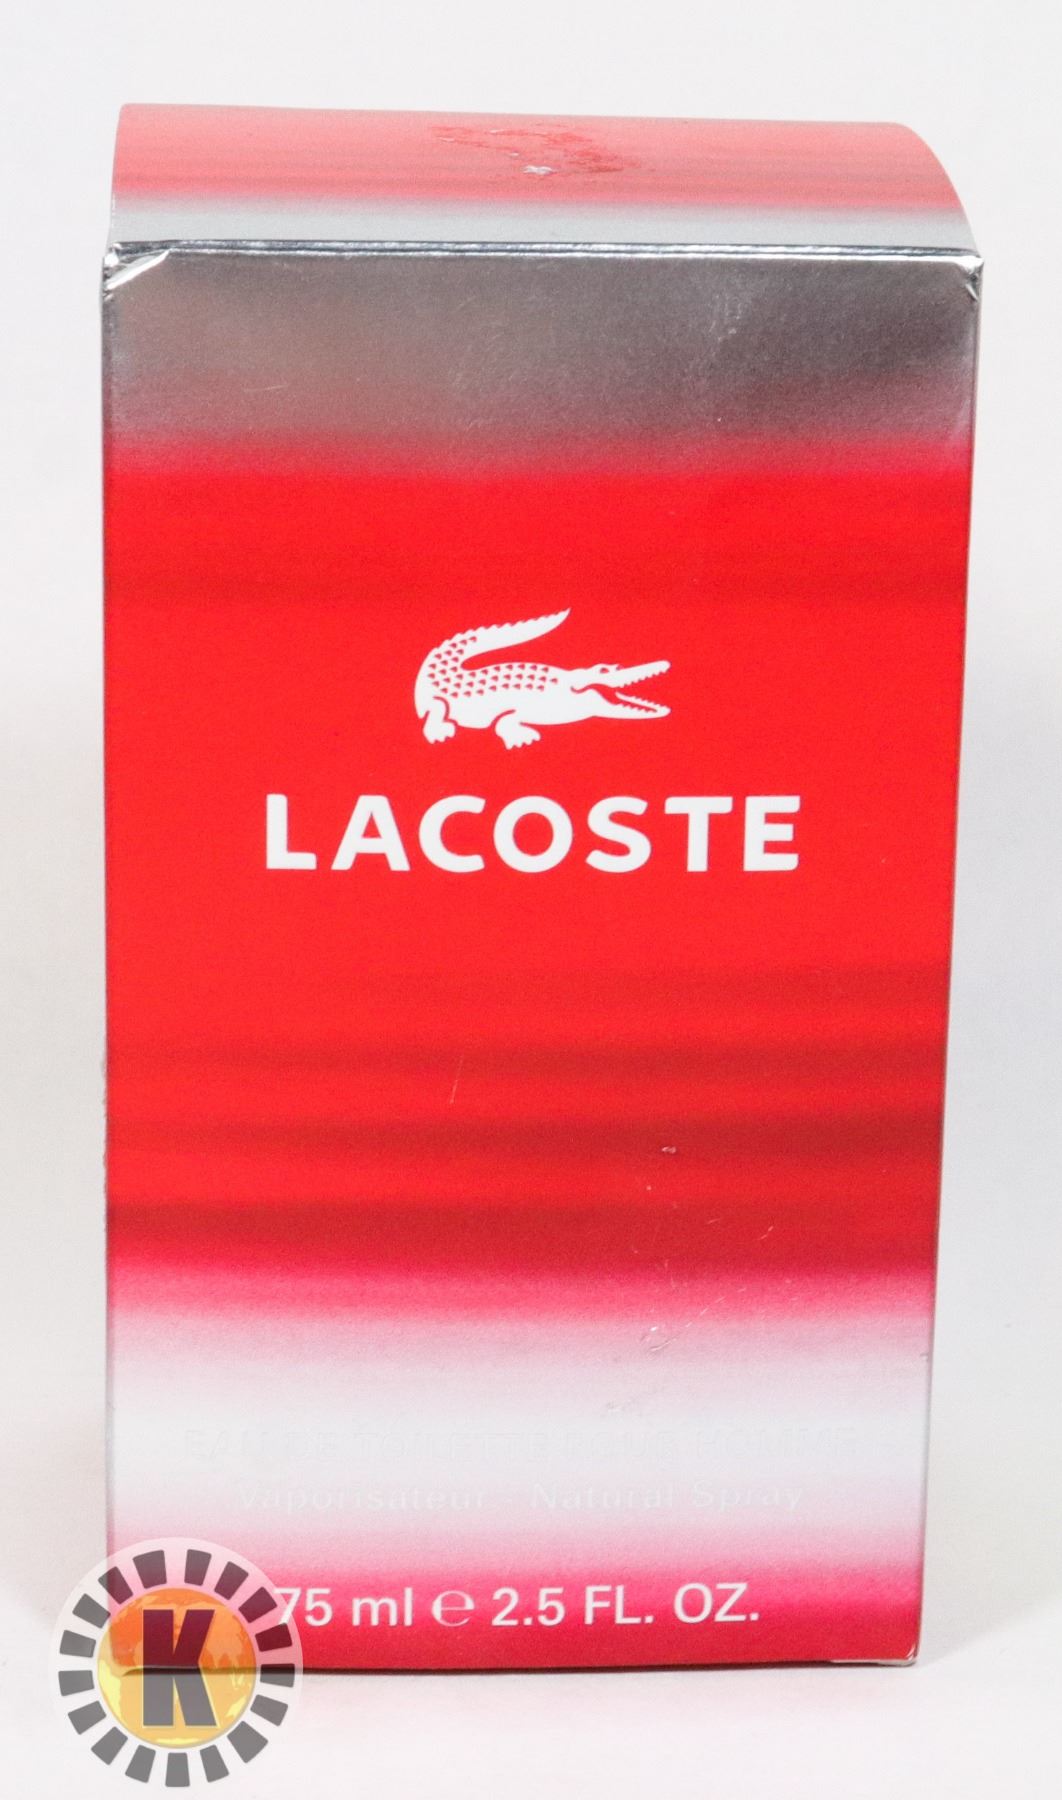 LACOSTE
EAU DE TOILETTE POUR HOMME
Vaporisateur - Natural Spray
75 ml e 2.5 FL. OZ.
K